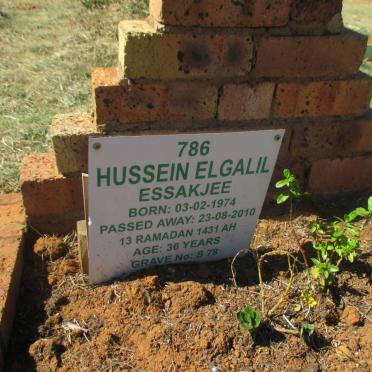 786
HUSSEIN ELGALIL
ESSAKJEE
BORN: 03-02-1974
PASSED AWAY: 23-08-2010
13 RAMADAN 1431 AH
AGE: 36 YEARS
GRAVE No: S 78